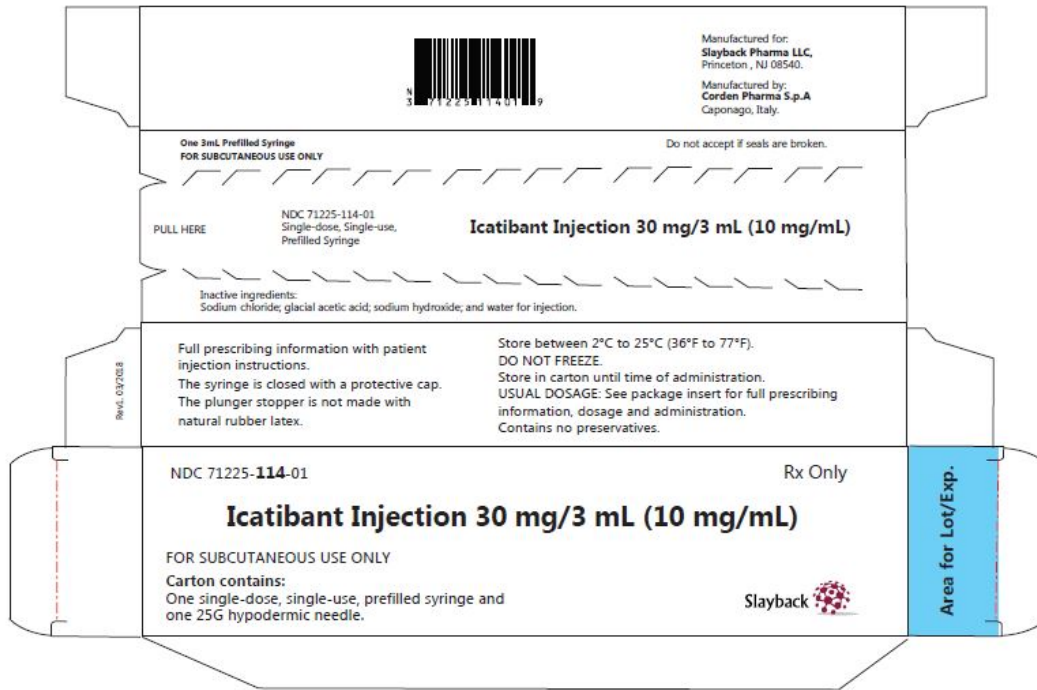 Manufactured for:
Slayback Pharma LLC,
Princeton , NJ 08540.
Manufactured by:
Corden Pharma S.p.A
Caponago, Italy.
N
3 71225 11401 9
One 3mL Prefilled Syringe
FOR SUBCUTANEOUS USE ONLY
Do not accept if seals are broken.
PULL HERE
NDC 71225-114-01
Single-dose, Single-use,
Prefilled Syringe
Icatibant Injection 30 mg/3 mL (10 mg/mL)
Inactive ingredients:
Sodium chloride; glacial acetic acid; sodium hydroxide; and water for injection.
Rev1. 03/2018
Full prescribing information with patient
injection instructions.
The syringe is closed with a protective cap.
The plunger stopper is not made with
natural rubber latex.
Store between 2°C to 25°C (36°F to 77°F).
DO NOT FREEZE.
Store in carton until time of administration.
USUAL DOSAGE: See package insert for full prescribing
information, dosage and administration.
Contains no preservatives.
NDC 71225-114-01
Rx Only
Icatibant Injection 30 mg/3 mL (10 mg/mL)
FOR SUBCUTANEOUS USE ONLY
Carton contains:
One single-dose, single-use, prefilled syringe and
one 25G hypodermic needle.
Slayback
Area for Lot/Exp.